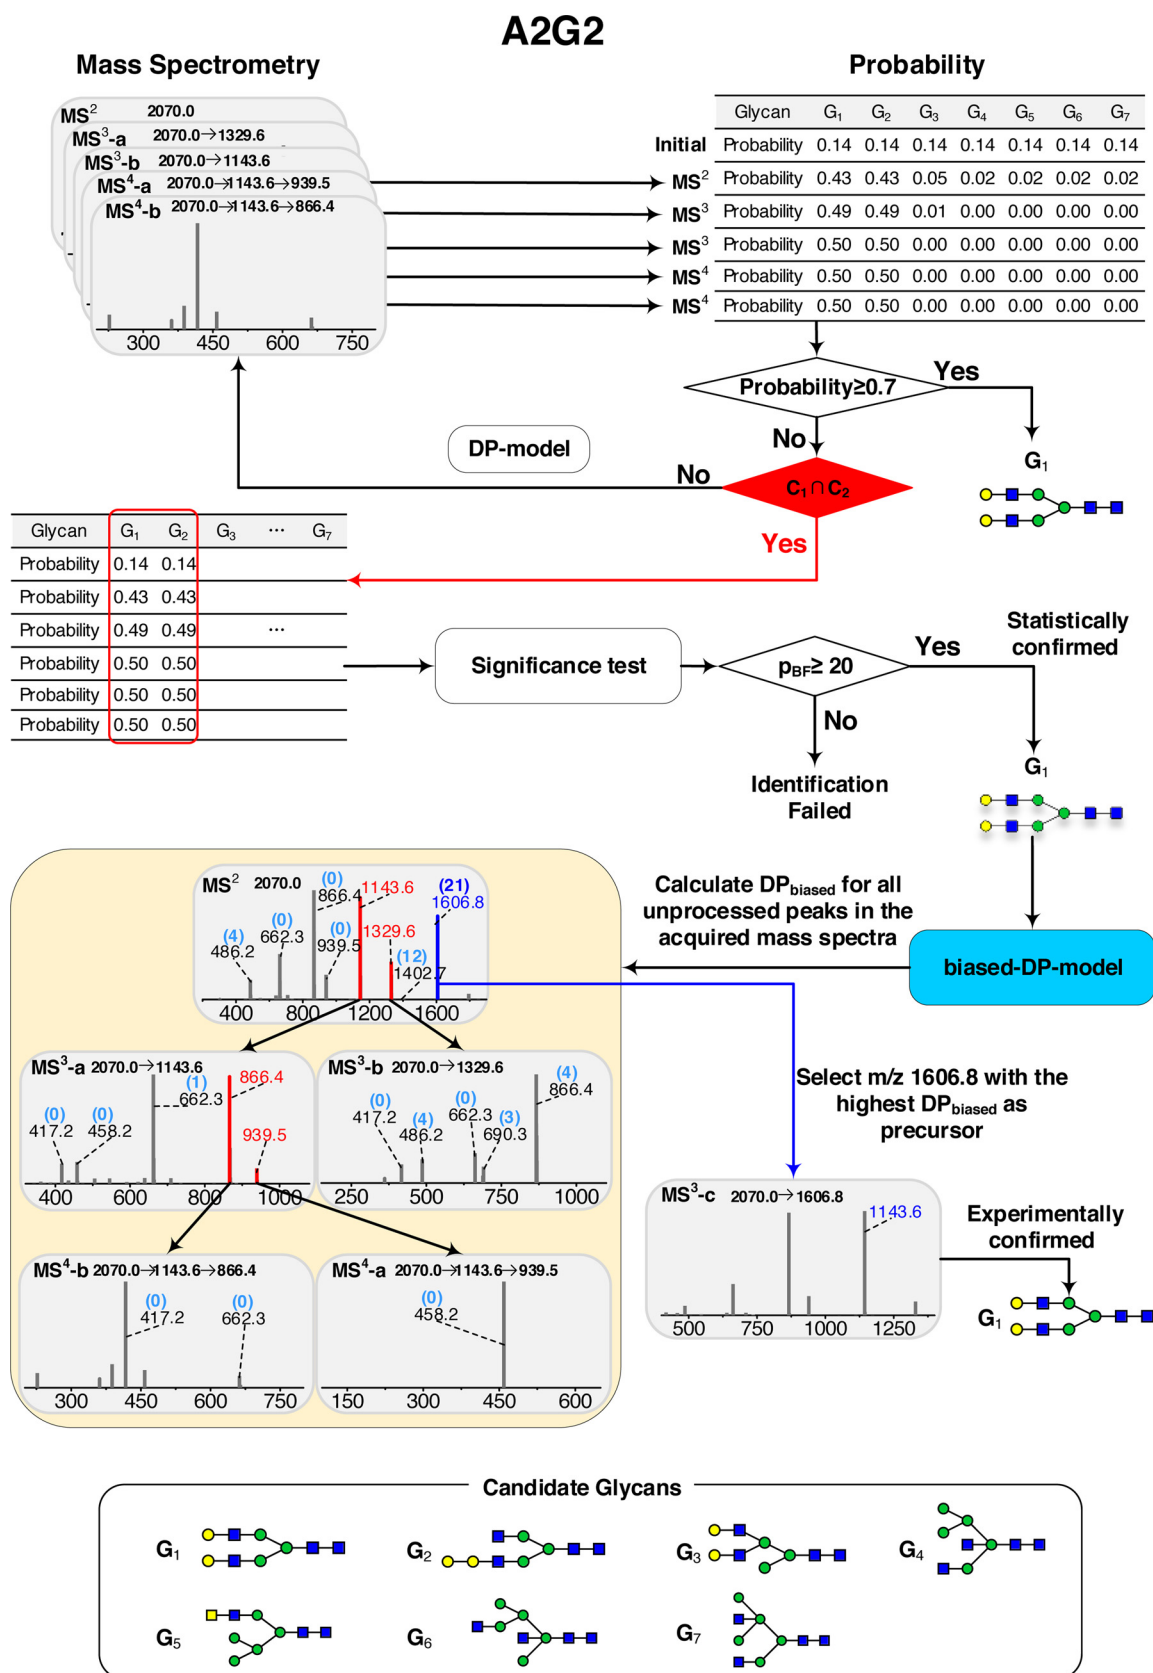 A2G2
Mass Spectrometry
Probability
MS² 2070.0
MS³-a 2070.0→1329.6
MS³-b 2070.0→1143.6
MS⁴-a 2070.0→1143.6→939.5
MS⁴-b 2070.0→1143.6→866.4
300 450 600 750
Glycan G₁ G₂ G₃ G₄ G₅ G₆ G₇
Initial Probability 0.14 0.14 0.14 0.14 0.14 0.14 0.14
MS² Probability 0.43 0.43 0.05 0.02 0.02 0.02 0.02
MS³ Probability 0.49 0.49 0.01 0.00 0.00 0.00 0.00
MS³ Probability 0.50 0.50 0.00 0.00 0.00 0.00 0.00
MS⁴ Probability 0.50 0.50 0.00 0.00 0.00 0.00 0.00
MS⁴ Probability 0.50 0.50 0.00 0.00 0.00 0.00 0.00
Probability≥0.7
Yes
No
G₁
DP-model
No
C₁∩C₂
Yes
Glycan G₁ G₂ G₃ ··· G₇
Probability 0.14 0.14
Probability 0.43 0.43
Probability 0.49 0.49 ···
Probability 0.50 0.50
Probability 0.50 0.50
Probability 0.50 0.50
Significance test
p_BF≥ 20
Yes
No
Statistically
confirmed
Identification
Failed
G₁
Calculate DP_biased for all
unprocessed peaks in the
acquired mass spectra
biased-DP-model
MS² 2070.0
(0)
866.4
1143.6
(21)
1606.8
(0)
662.3
(0)
939.5
1329.6
(4)
486.2
(12)
1402.7
400 800 1200 1600
MS³-a 2070.0→1143.6
(1)
662.3
866.4
(0)
417.2
(0)
458.2
939.5
400 600 800 1000
MS³-b 2070.0→1329.6
(4)
866.4
(0)
417.2
(4)
486.2
(0)
662.3
(3)
690.3
250 500 750 1000
Select m/z 1606.8 with the
highest DP_biased as
precursor
MS³-c 2070.0→1606.8
1143.6
500 750 1000 1250
Experimentally
confirmed
G₁
MS⁴-b 2070.0→1143.6→866.4
(0)
417.2
(0)
662.3
300 450 600 750
MS⁴-a 2070.0→1143.6→939.5
(0)
458.2
150 300 450 600
Candidate Glycans
G₁
G₂
G₃
G₄
G₅
G₆
G₇